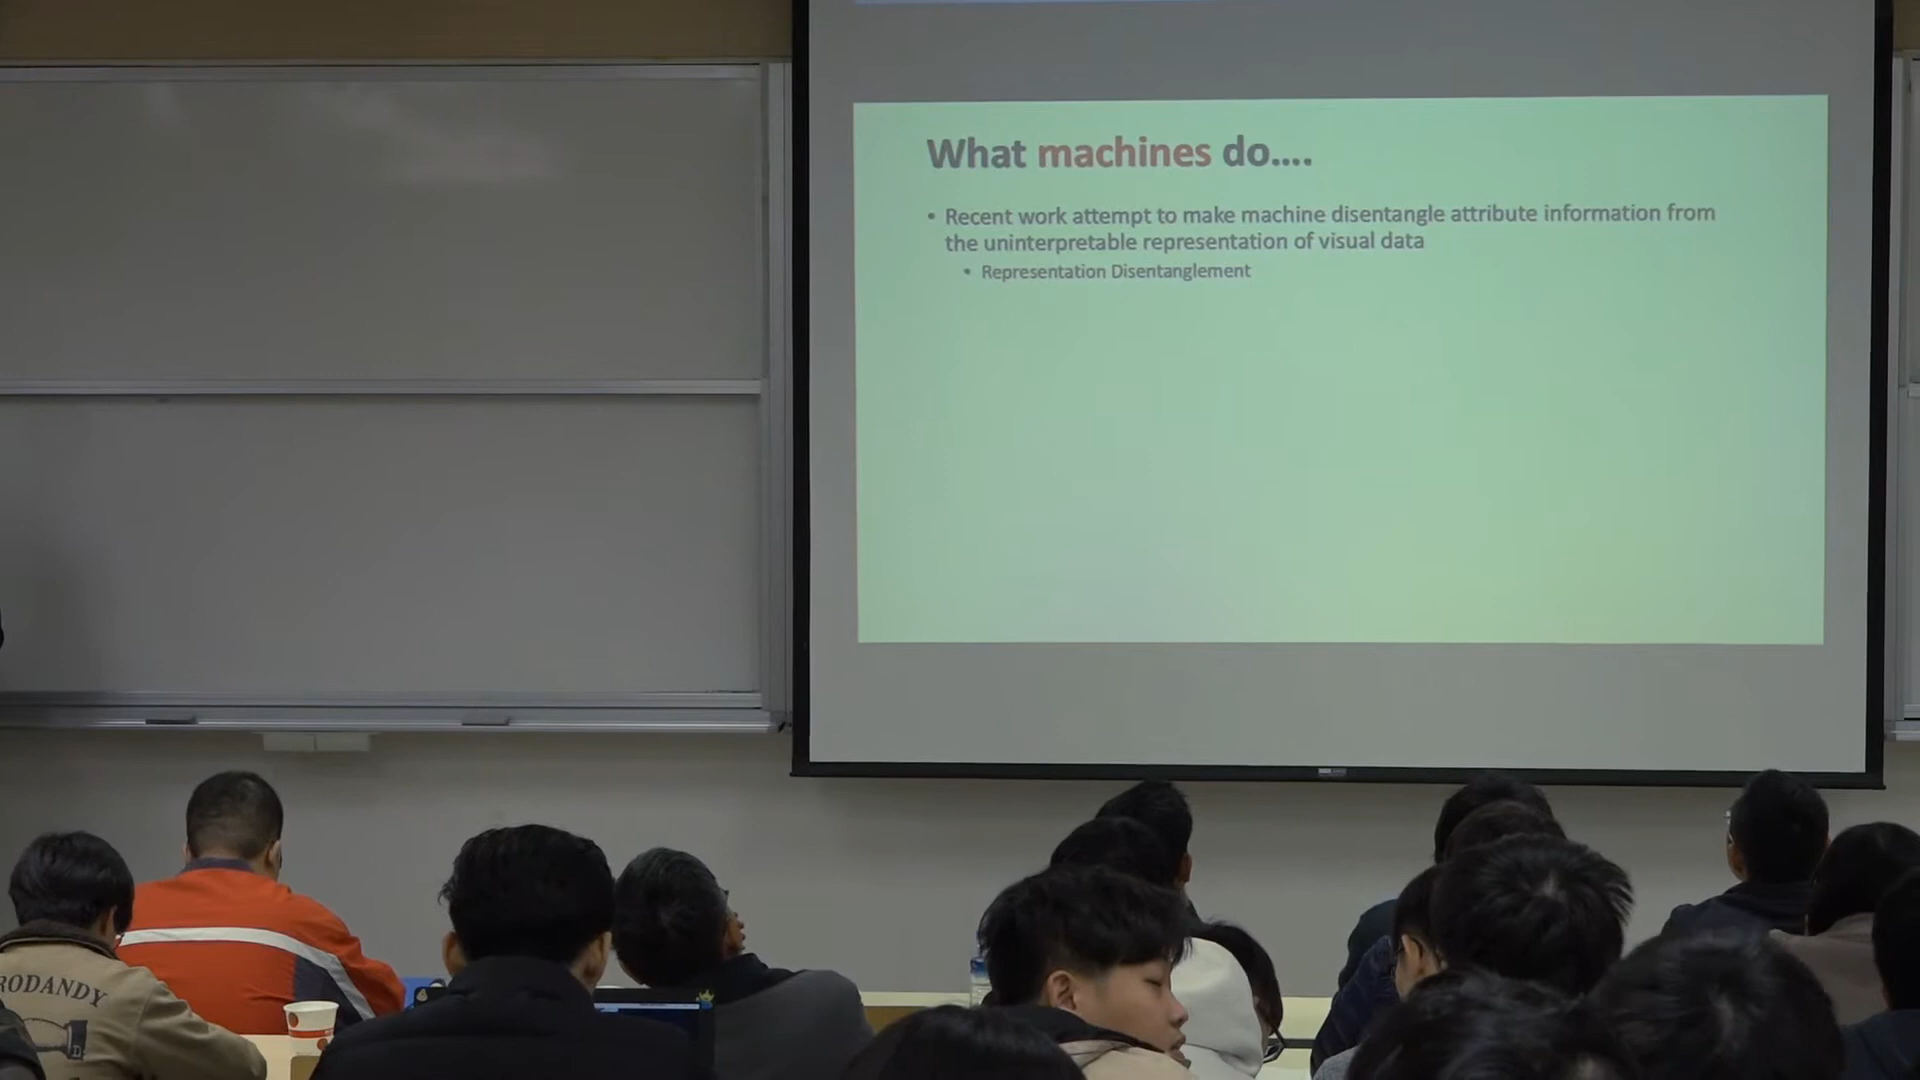 What machines do....
• Recent work attempt to make machine disentangle attribute information from
the uninterpretable representation of visual data
• Representation Disentanglement
RODANDY